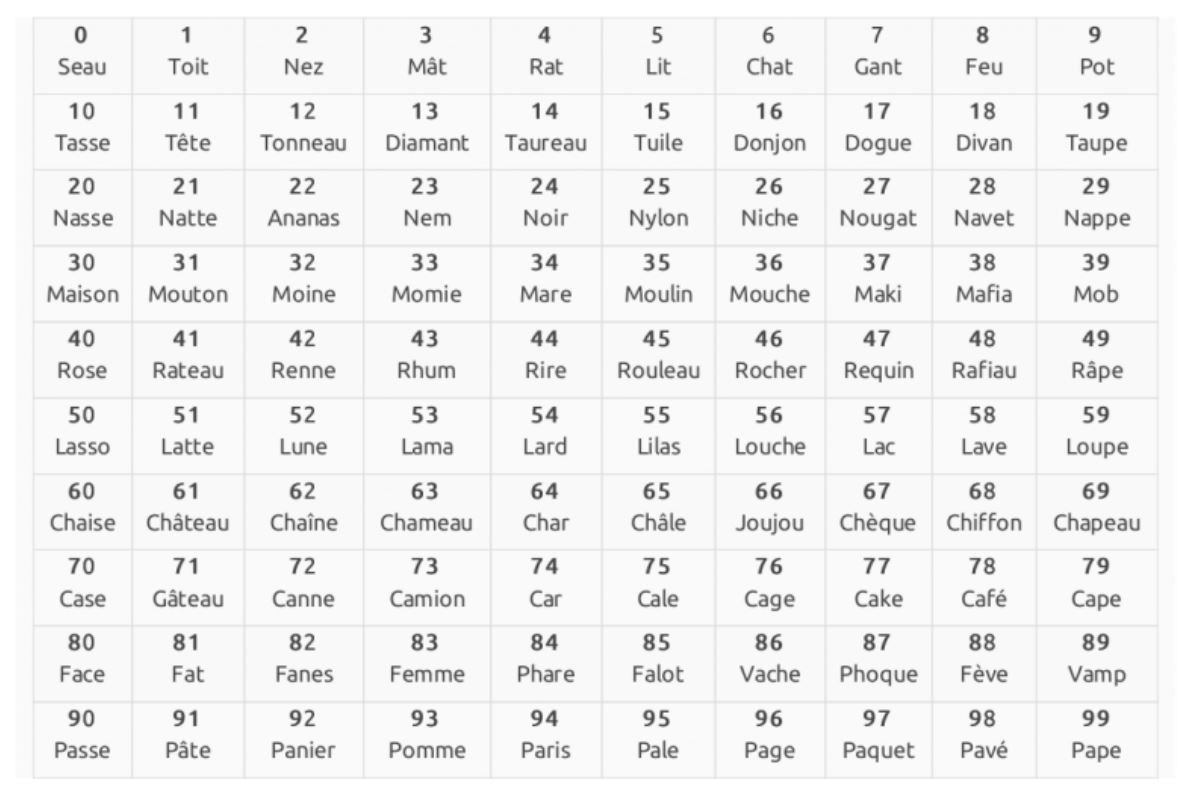 0 1 2 3 4 5 6 7 8 9
Seau Toit Nez Mât Rat Lit Chat Gant Feu Pot
10 11 12 13 14 15 16 17 18 19
Tasse Tête Tonneau Diamant Taureau Tuile Donjon Dogue Divan Taupe
20 21 22 23 24 25 26 27 28 29
Nasse Natte Ananas Nem Noir Nylon Niche Nougat Navet Nappe
30 31 32 33 34 35 36 37 38 39
Maison Mouton Moine Momie Mare Moulin Mouche Maki Mafia Mob
40 41 42 43 44 45 46 47 48 49
Rose Rateau Renne Rhum Rire Rouleau Rocher Requin Rafiau Râpe
50 51 52 53 54 55 56 57 58 59
Lasso Latte Lune Lama Lard Lilas Louche Lac Lave Loupe
60 61 62 63 64 65 66 67 68 69
Chaise Château Chaîne Chameau Char Châle Joujou Chèque Chiffon Chapeau
70 71 72 73 74 75 76 77 78 79
Case Gâteau Canne Camion Car Cale Cage Cake Café Cape
80 81 82 83 84 85 86 87 88 89
Face Fat Fanes Femme Phare Falot Vache Phoque Fève Vamp
90 91 92 93 94 95 96 97 98 99
Passe Pâte Panier Pomme Paris Pale Page Paquet Pavé Pape